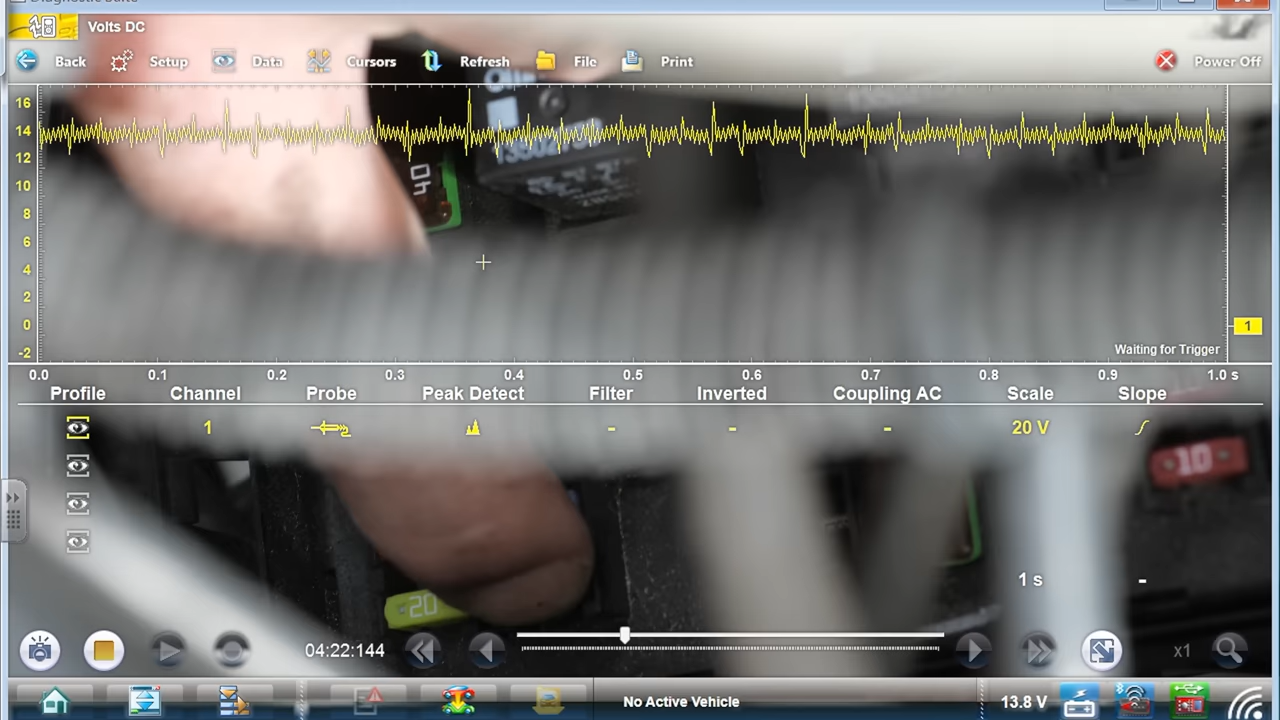 Diagnostic Suite
Volts DC
Back Setup Data Cursors Refresh File Print Power Off
16
14
12
10
8
6
4
2
0
-2
40
1
Waiting for Trigger
0.0 0.1 0.2 0.3 0.4 0.5 0.6 0.7 0.8 0.9 1.0 s
Profile Channel Probe Peak Detect Filter Inverted Coupling AC Scale Slope
1 - - - 20 V
10
1 s -
20
04:22:144 x1
No Active Vehicle 13.8 V